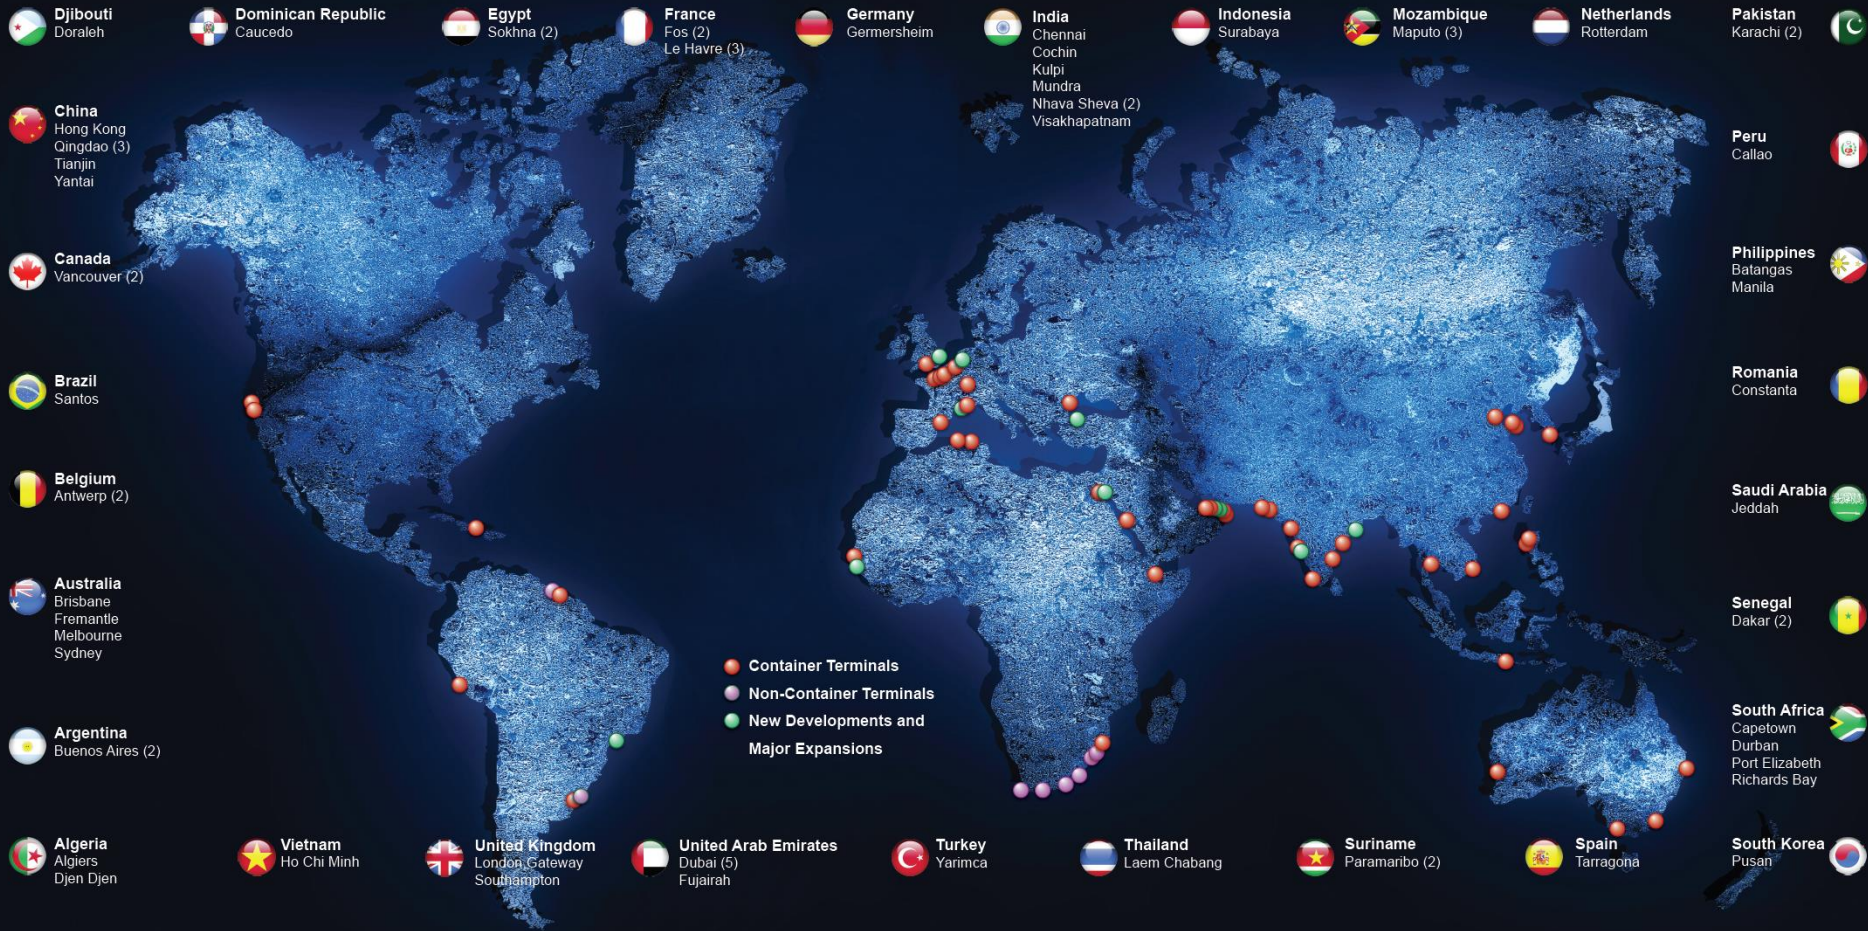 Djibouti
Doraleh
Dominican Republic
Caucedo
Egypt
Sokhna (2)
France
Fos (2)
Le Havre (3)
Germany
Germersheim
India
Chennai
Cochin
Kulpi
Mundra
Nhava Sheva (2)
Visakhapatnam
Indonesia
Surabaya
Mozambique
Maputo (3)
Netherlands
Rotterdam
Pakistan
Karachi (2)
China
Hong Kong
Qingdao (3)
Tianjin
Yantai
Peru
Callao
Canada
Vancouver (2)
Philippines
Batangas
Manila
Brazil
Santos
Romania
Constanta
Belgium
Antwerp (2)
Saudi Arabia
Jeddah
Australia
Brisbane
Fremantle
Melbourne
Sydney
Senegal
Dakar (2)
Container Terminals
Non-Container Terminals
New Developments and
Major Expansions
Argentina
Buenos Aires (2)
South Africa
Capetown
Durban
Port Elizabeth
Richards Bay
Algeria
Algiers
Djen Djen
Vietnam
Ho Chi Minh
United Kingdom
London Gateway
Southampton
United Arab Emirates
Dubai (5)
Fujairah
Turkey
Yarimca
Thailand
Laem Chabang
Suriname
Paramaribo (2)
Spain
Tarragona
South Korea
Pusan